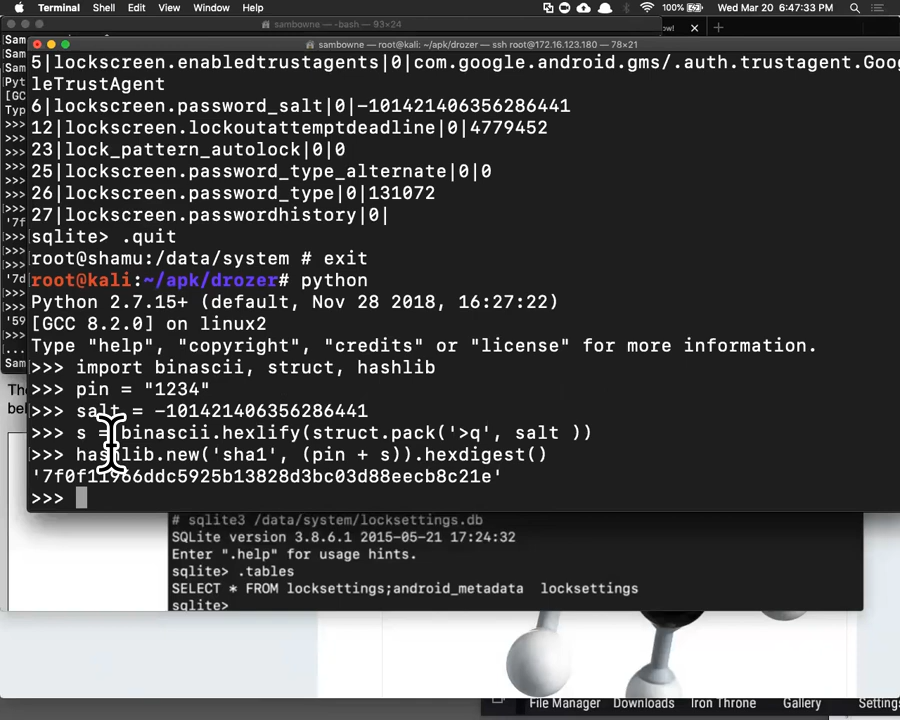 Terminal Shell Edit View Window Help 100% Wed Mar 20 6:47:33 PM
sambowne — -bash — 93×24
sambowne — root@kali: ~/apk/drozer — ssh root@172.16.123.180 — 78×21
5|lockscreen.enabledtrustagents|0|com.google.android.gms/.auth.trustagent.Goog
leTrustAgent
6|lockscreen.password_salt|0|-101421406356286441
12|lockscreen.lockoutattemptdeadline|0|4779452
23|lock_pattern_autolock|0|0
25|lockscreen.password_type_alternate|0|0
26|lockscreen.password_type|0|131072
27|lockscreen.passwordhistory|0|
sqlite> .quit
root@shamu:/data/system # exit
root@kali:~/apk/drozer# python
Python 2.7.15+ (default, Nov 28 2018, 16:27:22)
[GCC 8.2.0] on linux2
Type "help", "copyright", "credits" or "license" for more information.
>>> import binascii, struct, hashlib
>>> pin = "1234"
>>> salt = -101421406356286441
>>> s = binascii.hexlify(struct.pack('>q', salt ))
>>> hashlib.new('sha1', (pin + s)).hexdigest()
'7f0f11966ddc5925b13828d3bc03d88eecb8c21e'
>>>
# sqlite3 /data/system/locksettings.db
SQLite version 3.8.6.1 2015-05-21 17:24:32
Enter ".help" for usage hints.
sqlite> .tables
SELECT * FROM locksettings;android_metadata locksettings
sqlite>
File Manager Downloads Iron Throne Gallery Settings